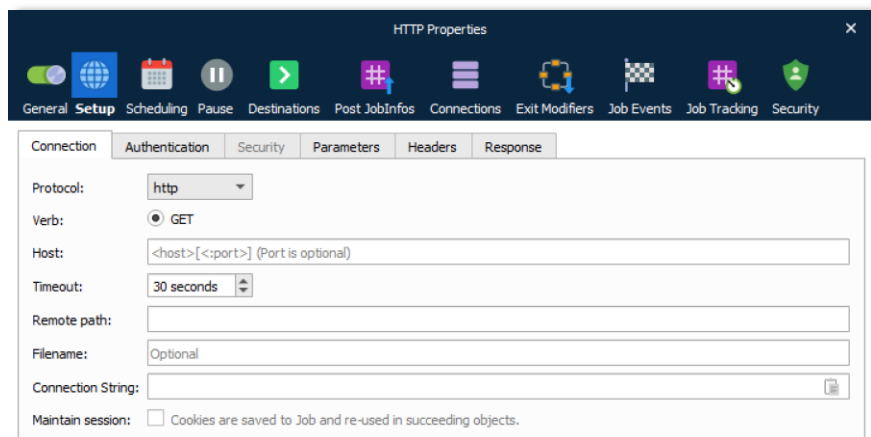 HTTP Properties
General Setup Scheduling Pause Destinations Post JobInfos Connections Exit Modifiers Job Events Job Tracking Security
Connection Authentication Security Parameters Headers Response
Protocol: http
Verb: GET
Host: <host>[<:port>] (Port is optional)
Timeout: 30 seconds
Remote path:
Filename: Optional
Connection String:
Maintain session: Cookies are saved to Job and re-used in succeeding objects.